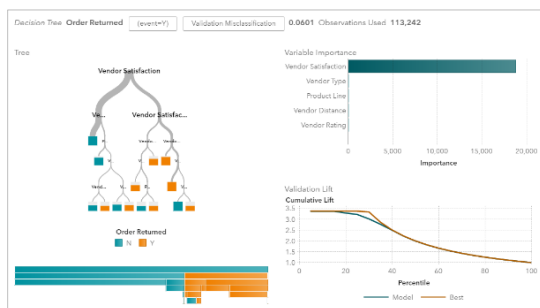 Decision Tree Order Returned (event=Y) Validation Misclassification 0.0601 Observations Used 113,242
Tree
Vendor Satisfaction
Ve... Vendor Satisfac...
Order Returned
N Y
Variable Importance
Vendor Satisfaction
Vendor Type
Product Line
Vendor Distance
Vendor Rating
0 5,000 10,000 15,000 20,000
Importance
Validation Lift
Cumulative Lift
3.5
3.0
2.5
2.0
1.5
1.0
0 20 40 60 80 100
Percentile
Model Best